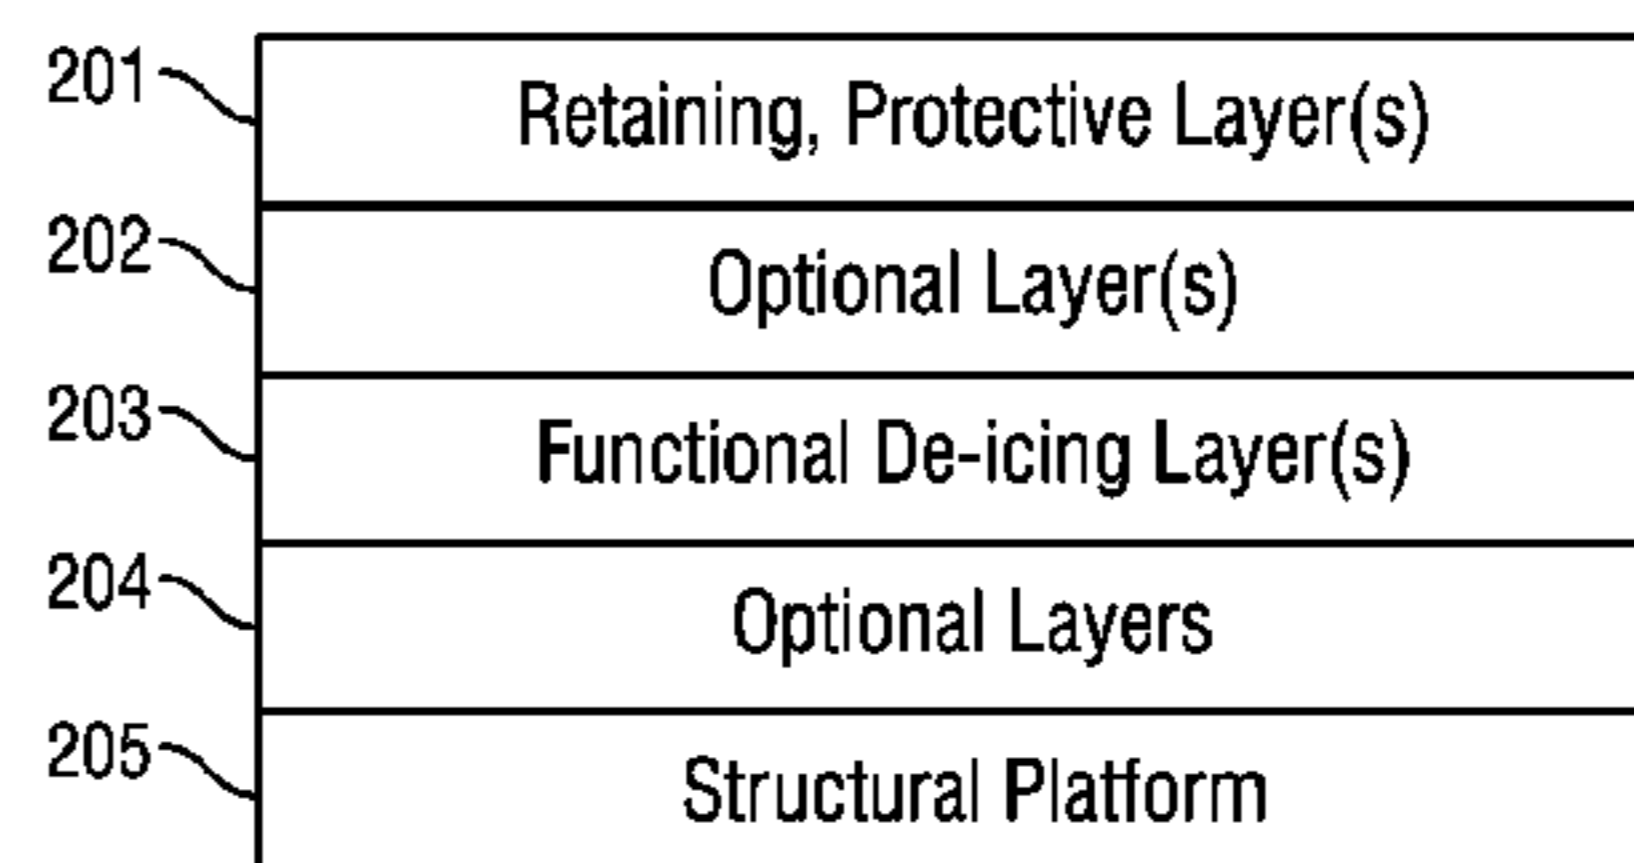 201 Retaining, Protective Layer(s)
202 Optional Layer(s)
203 Functional De-icing Layer(s)
204 Optional Layers
205 Structural Platform